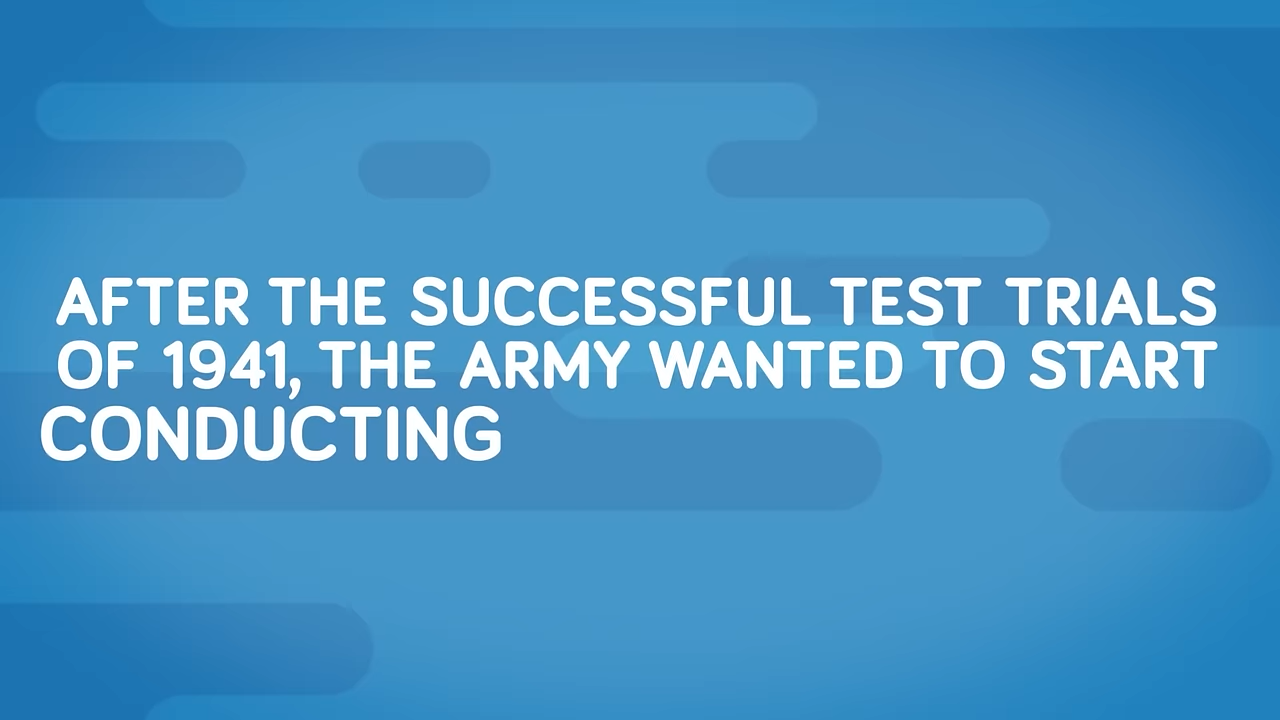 AFTER THE SUCCESSFUL TEST TRIALS
OF 1941, THE ARMY WANTED TO START
CONDUCTING